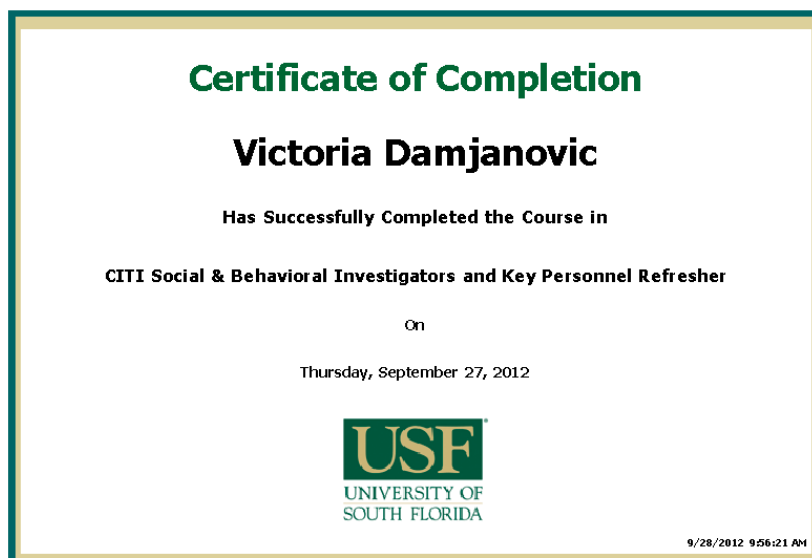 Certificate of Completion
Victoria Damjanovic
Has Successfully Completed the Course in
CITI Social & Behavioral Investigators and Key Personnel Refresher
On
Thursday, September 27, 2012
USF
UNIVERSITY OF
SOUTH FLORIDA
9/28/2012 9:56:21 AM